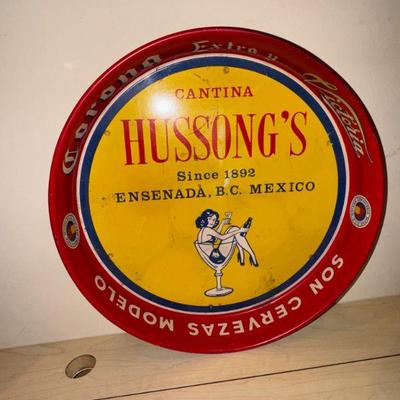 Corona Extra y Victoria
CANTINA
HUSSONG'S
Since 1892
ENSENADA, B.C. MEXICO
SON CERVEZAS MODELO